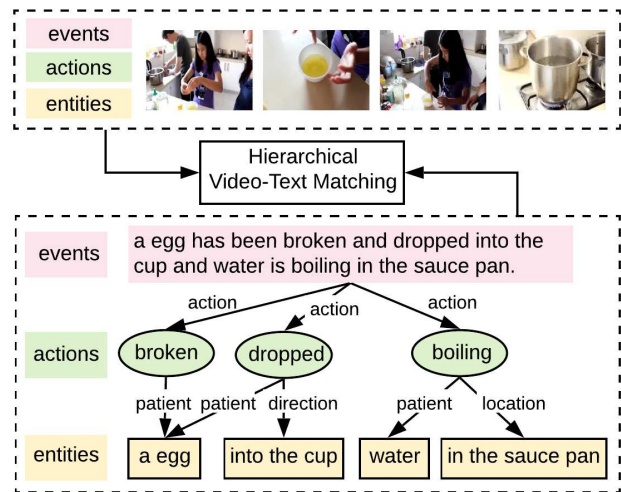 events
actions
entities
Hierarchical
Video-Text Matching
events
a egg has been broken and dropped into the
cup and water is boiling in the sauce pan.
action
action
action
actions
broken
dropped
boiling
patient
patient
direction
patient
location
entities
a egg
into the cup
water
in the sauce pan